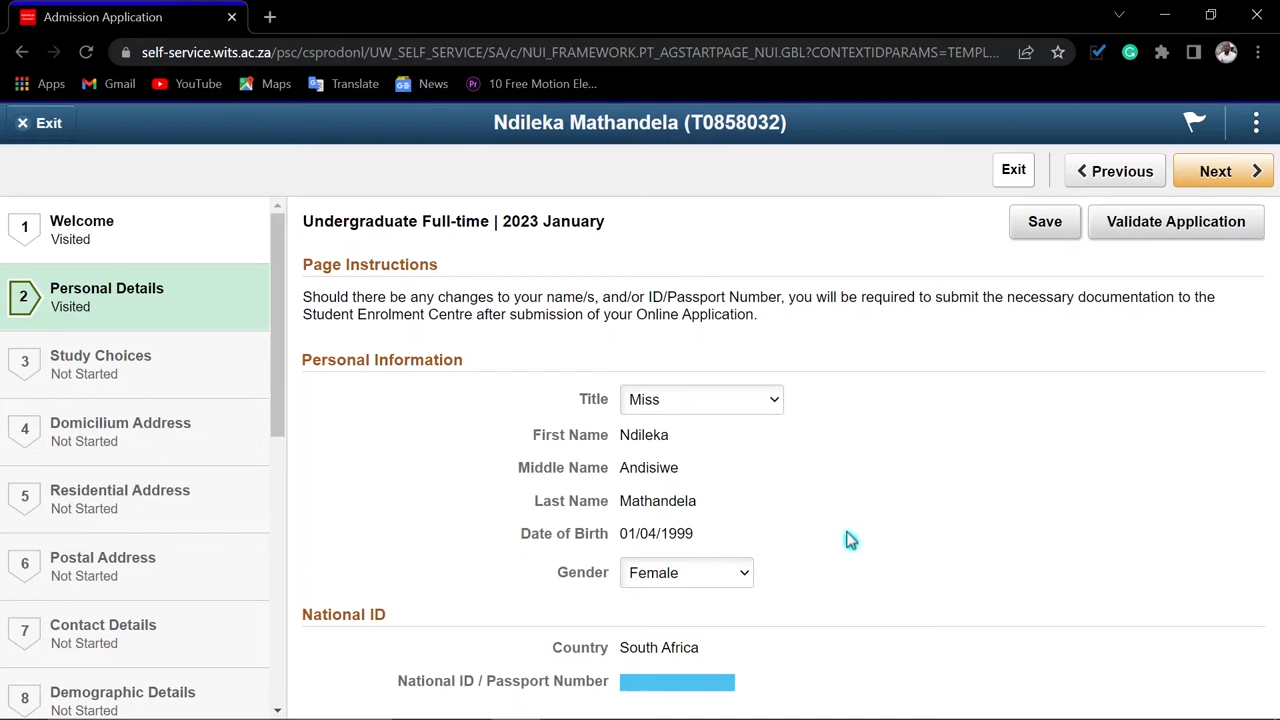 Admission Application
self-service.wits.ac.za/psc/csprodonl/UW_SELF_SERVICE/SA/c/NUI_FRAMEWORK.PT_AGSTARTPAGE_NUI.GBL?CONTEXTIDPARAMS=TEMPL...
Apps Gmail YouTube Maps Translate News Pr 10 Free Motion Ele...
Exit Ndileka Mathandela (T0858032)
Exit Previous Next
1 Welcome
Visited
2 Personal Details
Visited
3 Study Choices
Not Started
4 Domicilium Address
Not Started
5 Residential Address
Not Started
6 Postal Address
Not Started
7 Contact Details
Not Started
8 Demographic Details
Not Started
Undergraduate Full-time | 2023 January
Save Validate Application
Page Instructions
Should there be any changes to your name/s, and/or ID/Passport Number, you will be required to submit the necessary documentation to the
Student Enrolment Centre after submission of your Online Application.
Personal Information
Title Miss
First Name Ndileka
Middle Name Andisiwe
Last Name Mathandela
Date of Birth 01/04/1999
Gender Female
National ID
Country South Africa
National ID / Passport Number